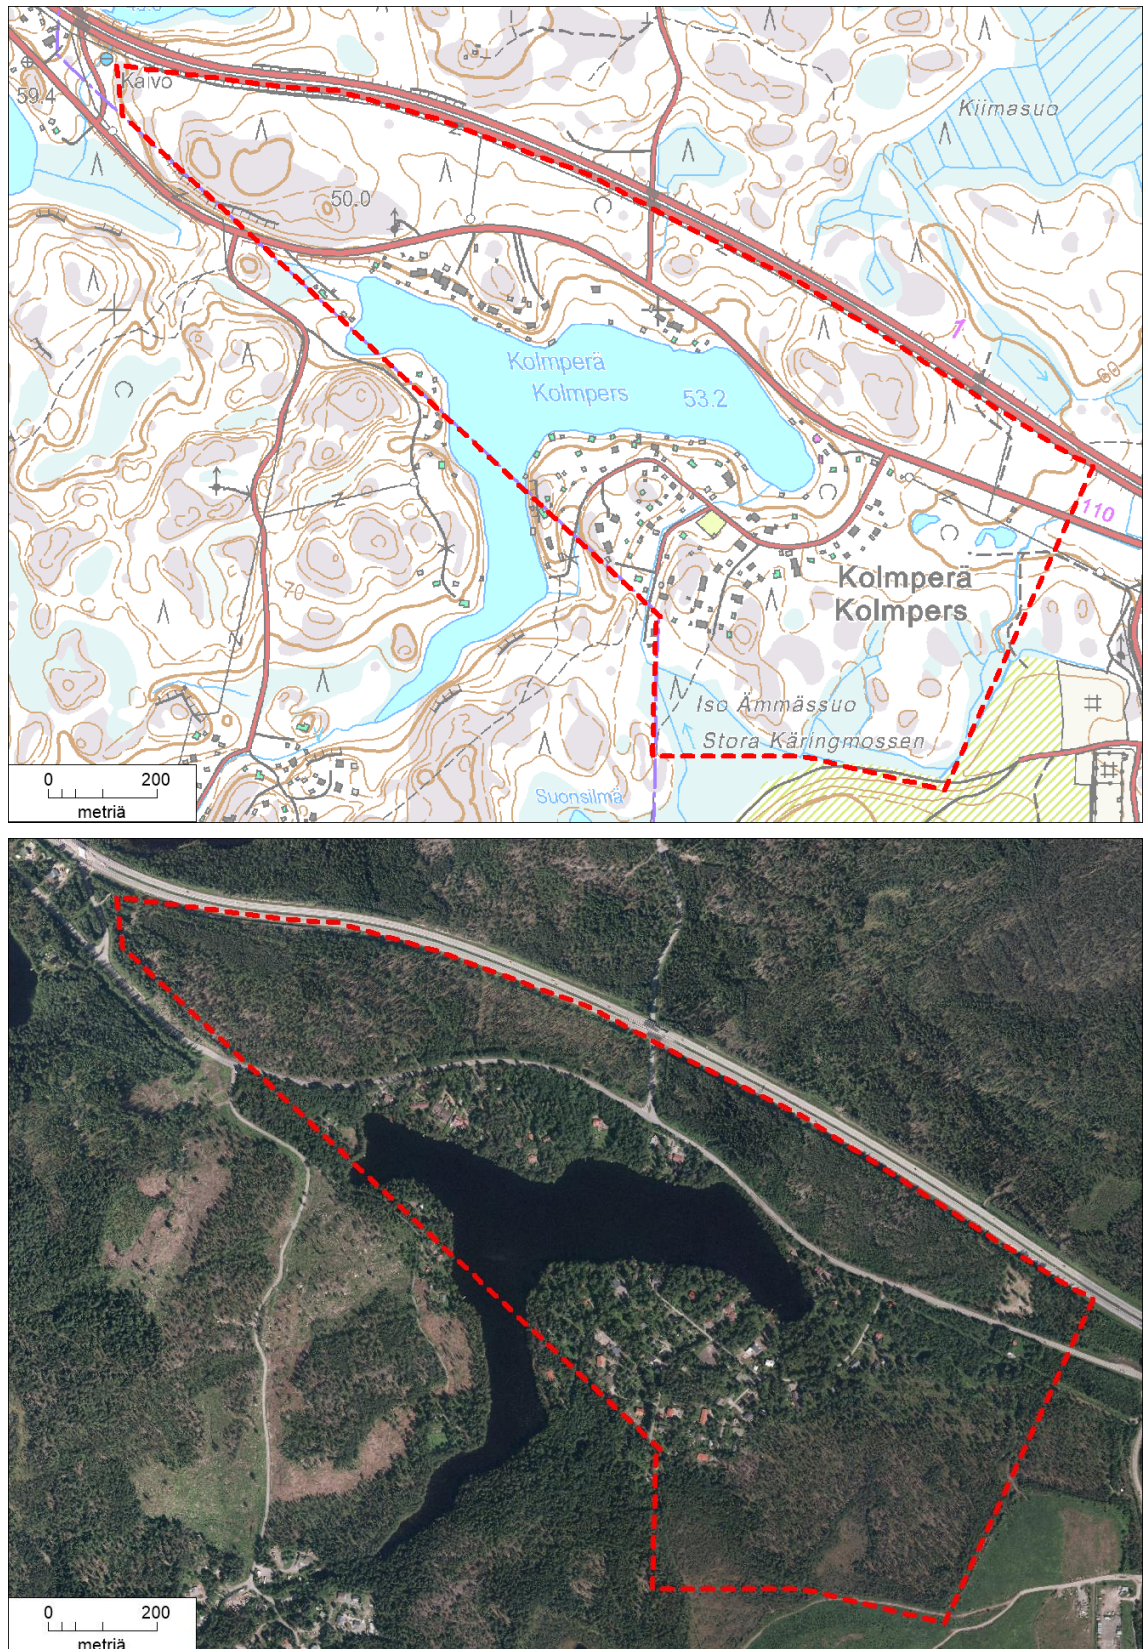 Kaivo
59.4
Kiimasuo
50.0
1
Kolmperä
Kolmpers
53.2
60
110
Kolmperä
Kolmpers
70
Iso Ämmässuo
Stora Käringmossen
Suonsilmä
0 200
metriä
0 200
metriä